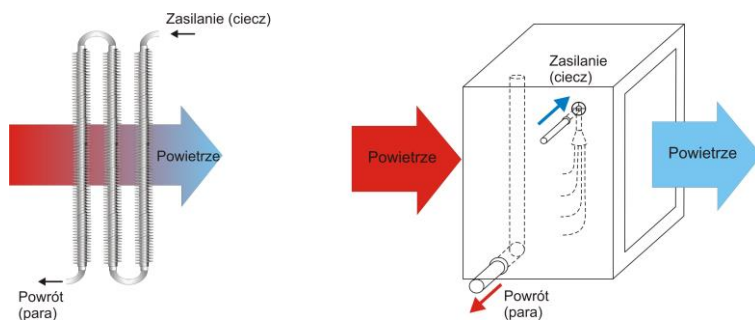 Zasilanie (ciecz)
Powietrze
Powrót
(para)
Zasilanie
(ciecz)
Powietrze
Powietrze
Powrót
(para)